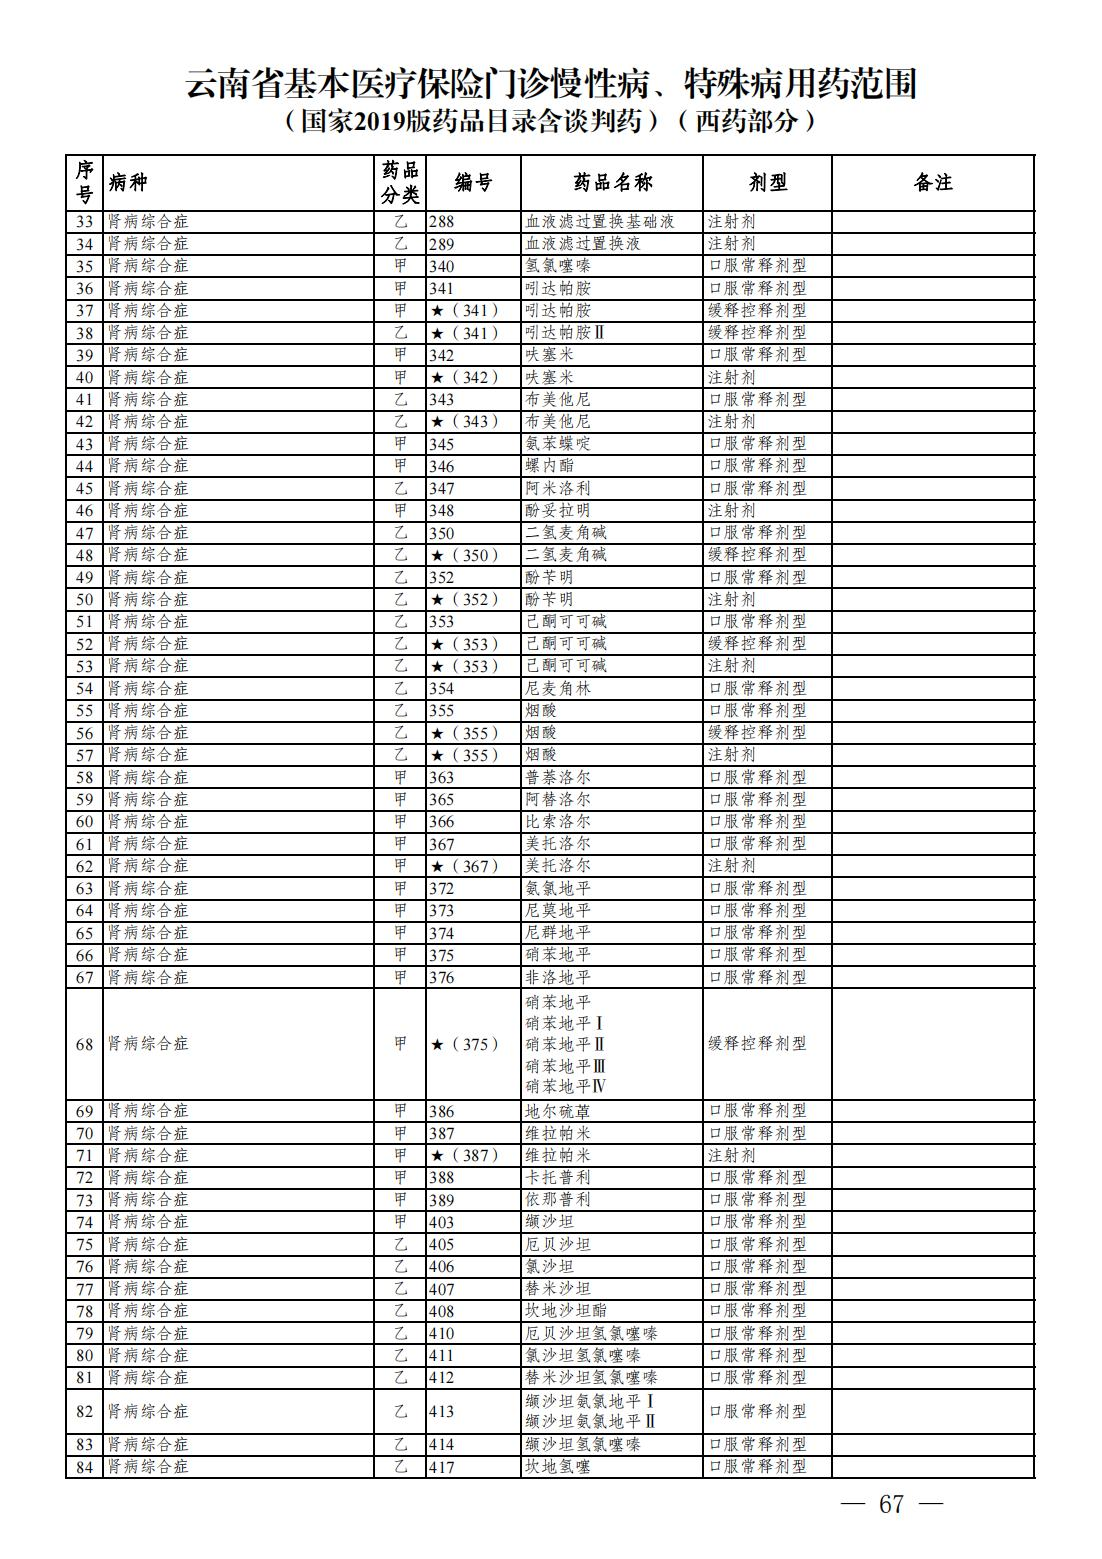 云南省基本医疗保险门诊慢性病、特殊病用药范围
（国家2019版药品目录含谈判药）（西药部分）
序号 病种 药品分类 编号 药品名称 剂型 备注
33 肾病综合症 乙 288 血液滤过置换基础液 注射剂
34 肾病综合症 乙 289 血液滤过置换液 注射剂
35 肾病综合症 甲 340 氢氯噻嗪 口服常释剂型
36 肾病综合症 甲 341 吲达帕胺 口服常释剂型
37 肾病综合症 甲 ★（341） 吲达帕胺 缓释控释剂型
38 肾病综合症 乙 ★（341） 吲达帕胺Ⅱ 缓释控释剂型
39 肾病综合症 甲 342 呋塞米 口服常释剂型
40 肾病综合症 甲 ★（342） 呋塞米 注射剂
41 肾病综合症 乙 343 布美他尼 口服常释剂型
42 肾病综合症 乙 ★（343） 布美他尼 注射剂
43 肾病综合症 甲 345 氨苯蝶啶 口服常释剂型
44 肾病综合症 甲 346 螺内酯 口服常释剂型
45 肾病综合症 乙 347 阿米洛利 口服常释剂型
46 肾病综合症 甲 348 酚妥拉明 注射剂
47 肾病综合症 乙 350 二氢麦角碱 口服常释剂型
48 肾病综合症 乙 ★（350） 二氢麦角碱 缓释控释剂型
49 肾病综合症 乙 352 酚苄明 口服常释剂型
50 肾病综合症 乙 ★（352） 酚苄明 注射剂
51 肾病综合症 乙 353 己酮可可碱 口服常释剂型
52 肾病综合症 乙 ★（353） 己酮可可碱 缓释控释剂型
53 肾病综合症 乙 ★（353） 己酮可可碱 注射剂
54 肾病综合症 乙 354 尼麦角林 口服常释剂型
55 肾病综合症 乙 355 烟酸 口服常释剂型
56 肾病综合症 乙 ★（355） 烟酸 缓释控释剂型
57 肾病综合症 乙 ★（355） 烟酸 注射剂
58 肾病综合症 甲 363 普萘洛尔 口服常释剂型
59 肾病综合症 甲 365 阿替洛尔 口服常释剂型
60 肾病综合症 甲 366 比索洛尔 口服常释剂型
61 肾病综合症 甲 367 美托洛尔 口服常释剂型
62 肾病综合症 甲 ★（367） 美托洛尔 注射剂
63 肾病综合症 甲 372 氨氯地平 口服常释剂型
64 肾病综合症 甲 373 尼莫地平 口服常释剂型
65 肾病综合症 甲 374 尼群地平 口服常释剂型
66 肾病综合症 甲 375 硝苯地平 口服常释剂型
67 肾病综合症 甲 376 非洛地平 口服常释剂型
硝苯地平
硝苯地平Ⅰ
68 肾病综合症 甲 ★（375） 硝苯地平Ⅱ 缓释控释剂型
硝苯地平Ⅲ
硝苯地平Ⅳ
69 肾病综合症 甲 386 地尔硫䓬 口服常释剂型
70 肾病综合症 甲 387 维拉帕米 口服常释剂型
71 肾病综合症 甲 ★（387） 维拉帕米 注射剂
72 肾病综合症 甲 388 卡托普利 口服常释剂型
73 肾病综合症 甲 389 依那普利 口服常释剂型
74 肾病综合症 甲 403 缬沙坦 口服常释剂型
75 肾病综合症 乙 405 厄贝沙坦 口服常释剂型
76 肾病综合症 乙 406 氯沙坦 口服常释剂型
77 肾病综合症 乙 407 替米沙坦 口服常释剂型
78 肾病综合症 乙 408 坎地沙坦酯 口服常释剂型
79 肾病综合症 乙 410 厄贝沙坦氢氯噻嗪 口服常释剂型
80 肾病综合症 乙 411 氯沙坦氢氯噻嗪 口服常释剂型
81 肾病综合症 乙 412 替米沙坦氢氯噻嗪 口服常释剂型
82 肾病综合症 乙 413 缬沙坦氨氯地平Ⅰ 口服常释剂型
缬沙坦氨氯地平Ⅱ
83 肾病综合症 乙 414 缬沙坦氢氯噻嗪 口服常释剂型
84 肾病综合症 乙 417 坎地氢噻 口服常释剂型
— 67 —